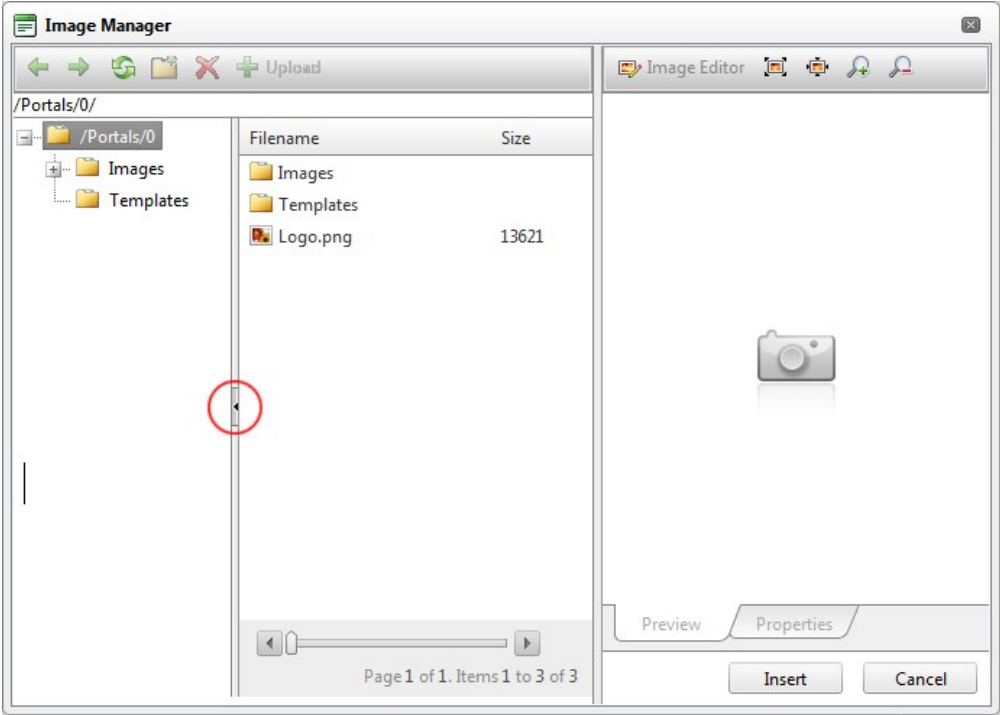 Image Manager
Upload
Image Editor
/Portals/0/
/Portals/0
Images
Templates
Filename Size
Images
Templates
Logo.png 13621
Page 1 of 1. Items 1 to 3 of 3
Preview Properties
Insert Cancel